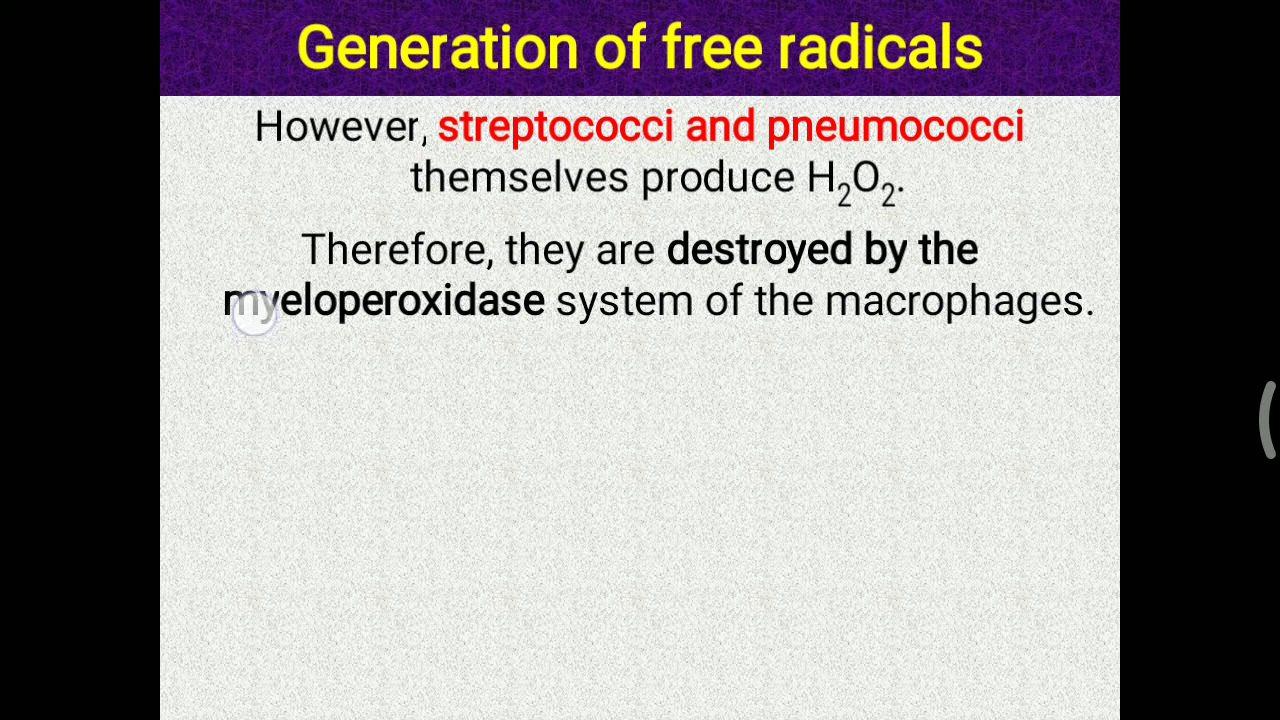 Generation of free radicals
However, streptococci and pneumococci
themselves produce H₂O₂.
Therefore, they are destroyed by the
myeloperoxidase system of the macrophages.